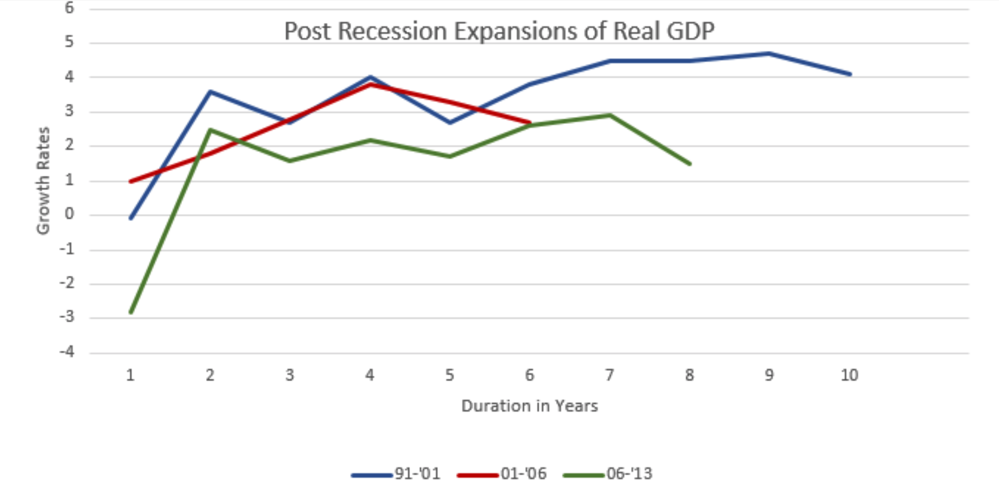 Post Recession Expansions of Real GDP
6
5
4
3
2
1
0
-1
-2
-3
-4
Growth Rates
1 2 3 4 5 6 7 8 9 10
Duration in Years
91-'01 01-'06 06-'13